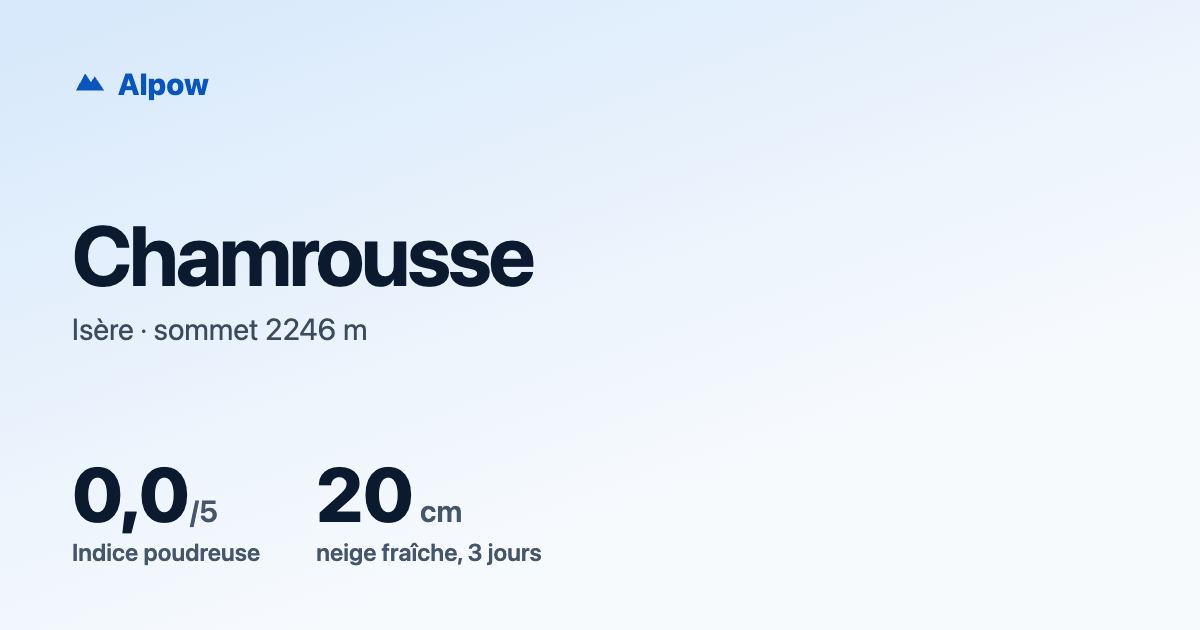 Alpow
Chamrousse
Isère · sommet 2246 m
0,0/5
Indice poudreuse
20 cm
neige fraîche, 3 jours